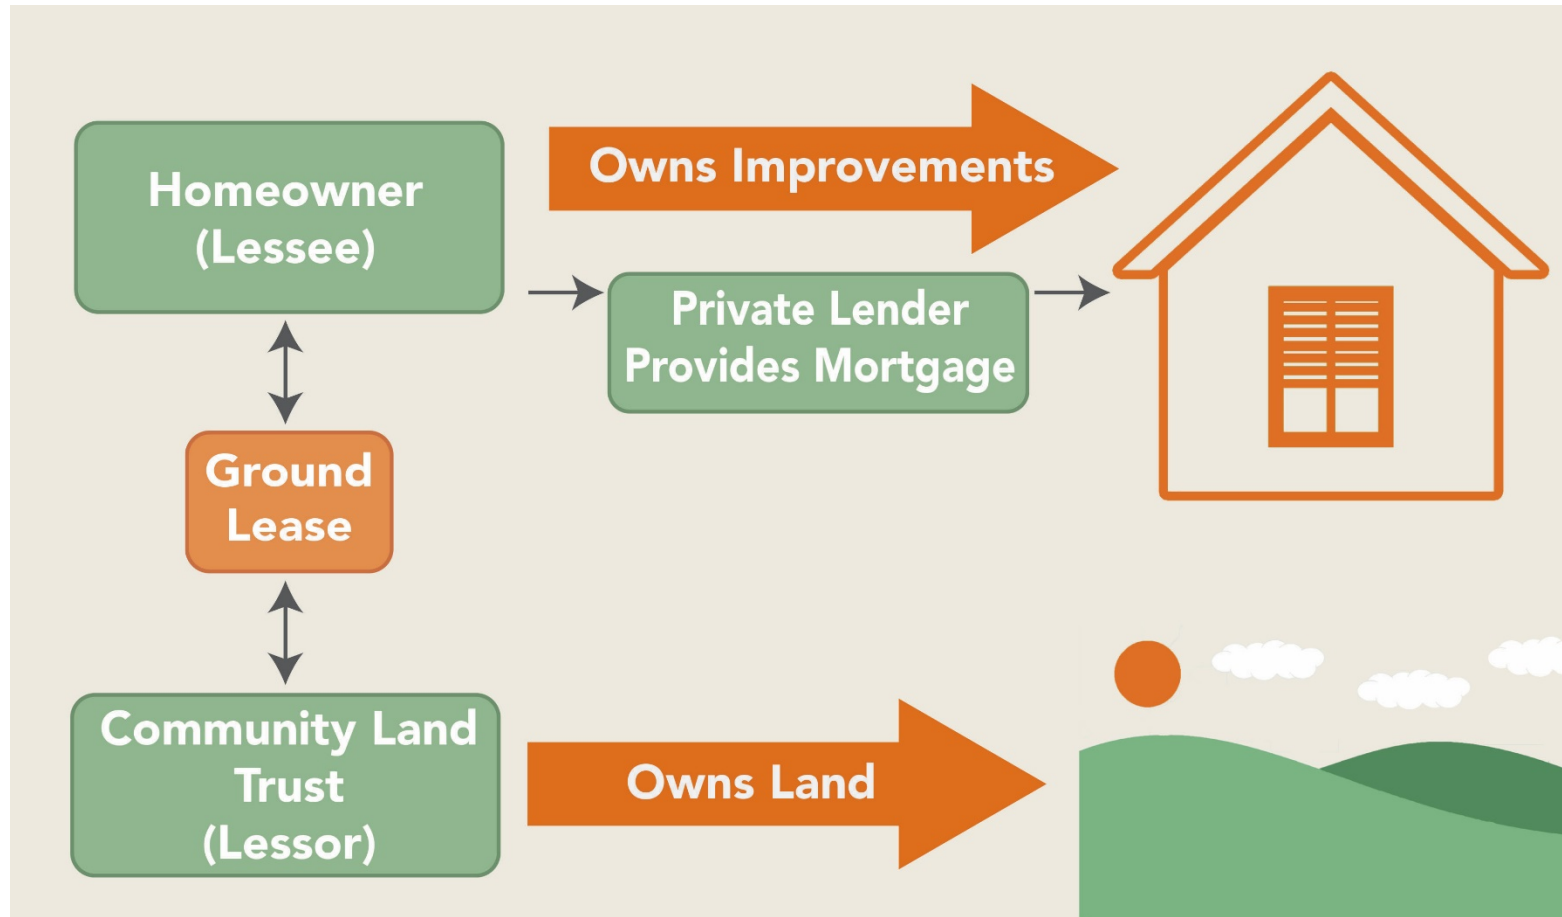 Homeowner
(Lessee)
Owns Improvements
Private Lender
Provides Mortgage
Ground
Lease
Community Land
Trust
(Lessor)
Owns Land